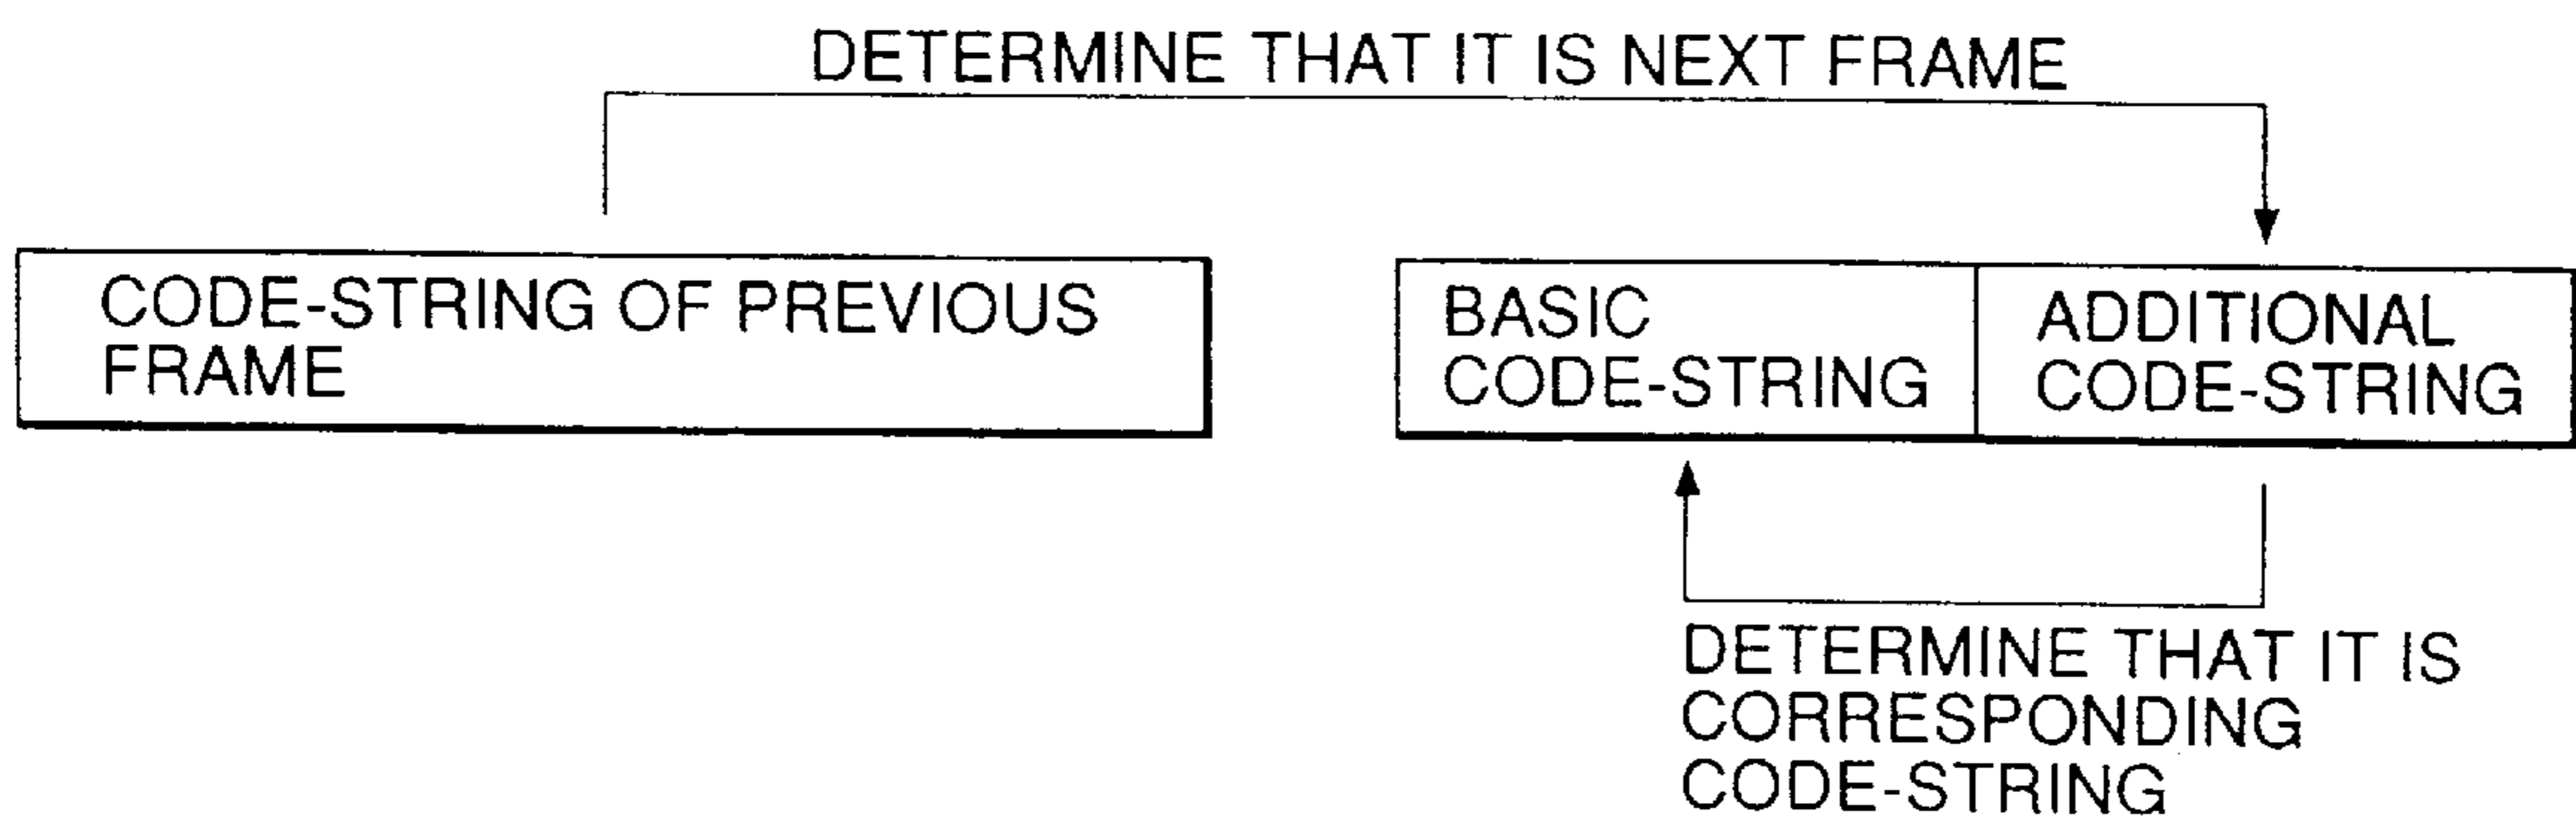 DETERMINE THAT IT IS NEXT FRAME
CODE-STRING OF PREVIOUS
FRAME
BASIC
CODE-STRING
ADDITIONAL
CODE-STRING
DETERMINE THAT IT IS
CORRESPONDING
CODE-STRING